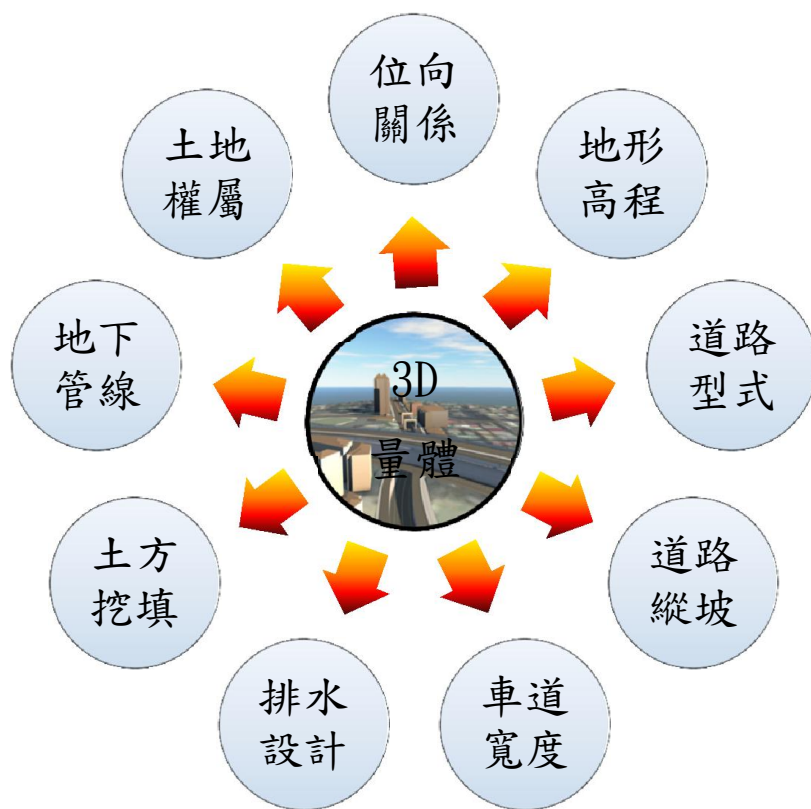 位向
關係
地形
高程
道路
型式
道路
縱坡
車道
寬度
排水
設計
土方
挖填
地下
管線
土地
權屬
3D
量體